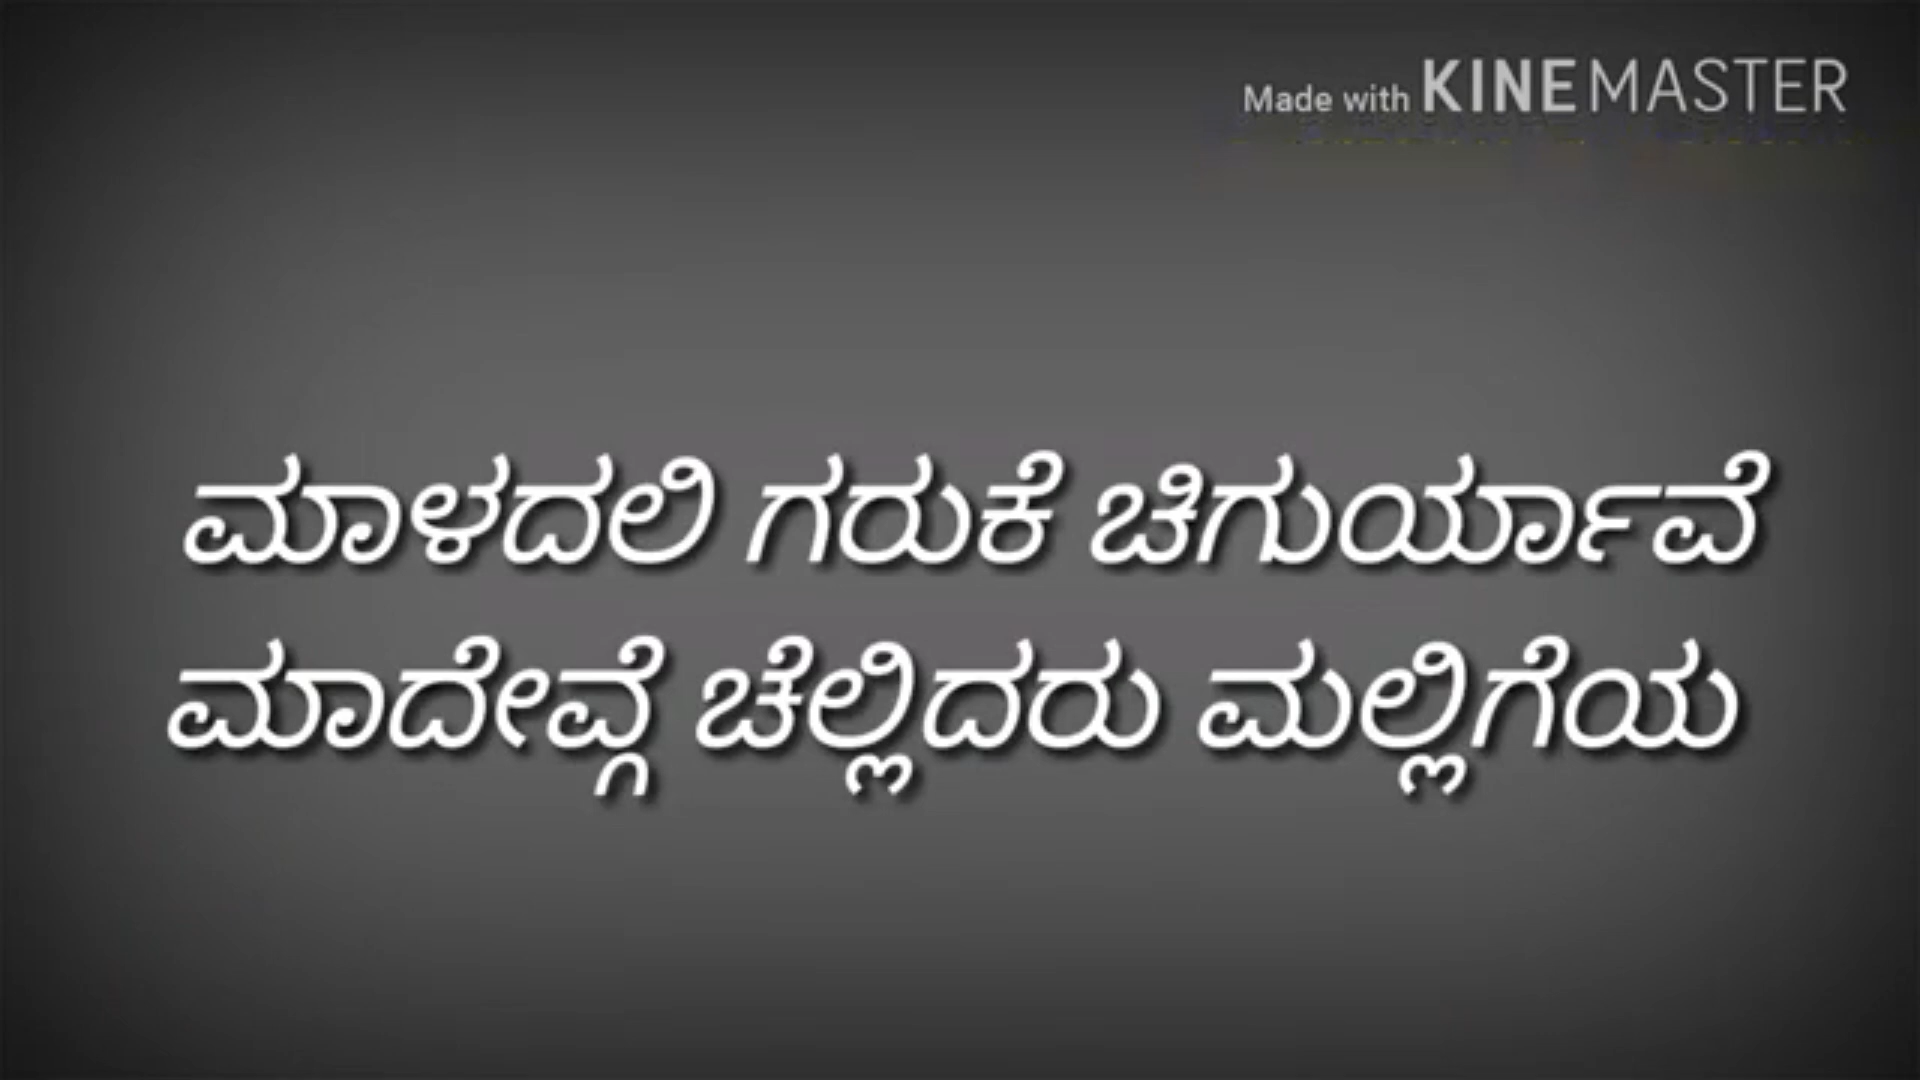 Made with KINEMASTER
ಮಾಳದಲಿ ಗರುಕೆ ಚಿಗುರ್ಯಾವೆ
ಮಾದೇವ್ಗೆ ಚೆಲ್ಲಿದರು ಮಲ್ಲಿಗೆಯ